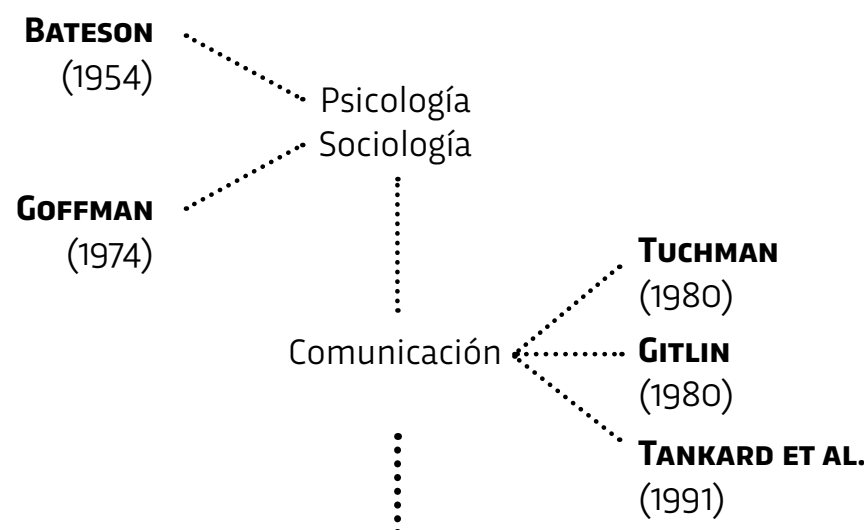 BATESON
(1954)
Psicología
Sociología
GOFFMAN
(1974)
TUCHMAN
(1980)
Comunicación
GITLIN
(1980)
TANKARD ET AL.
(1991)